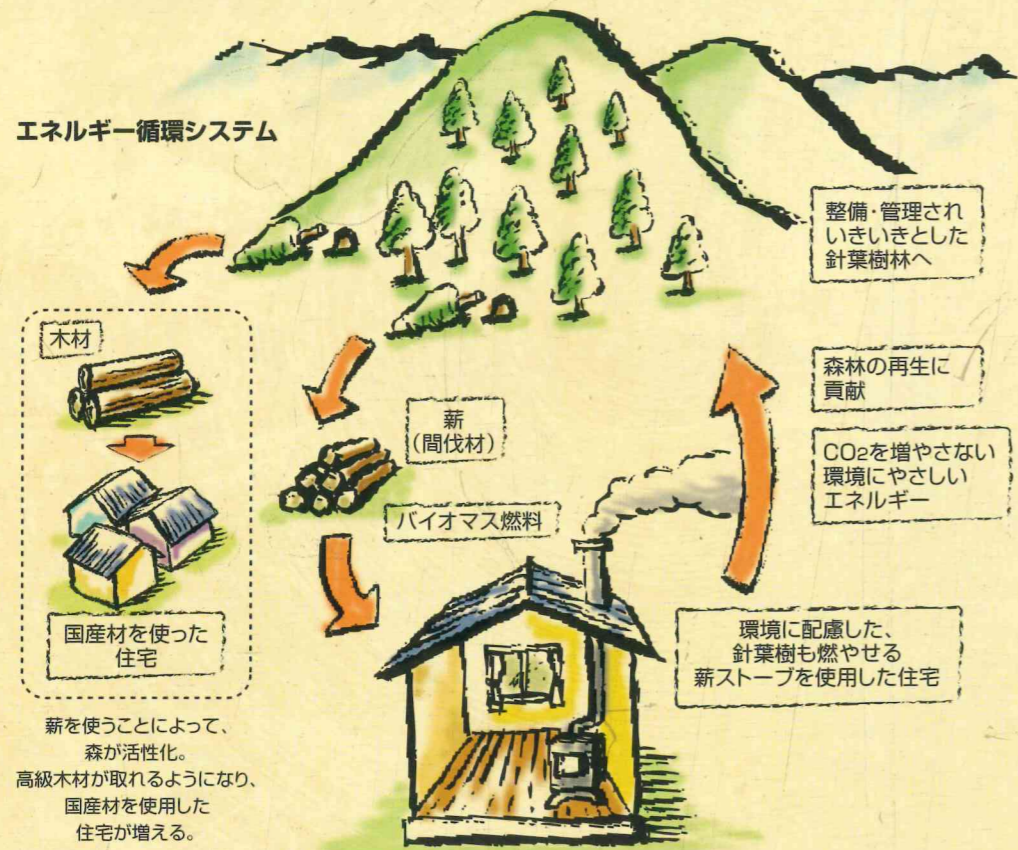 エネルギー循環システム
整備・管理され
いきいきとした
針葉樹林へ
木材
薪
(間伐材)
森林の再生に
貢献
CO2を増やさない
環境にやさしい
エネルギー
バイオマス燃料
国産材を使った
住宅
環境に配慮した、
針葉樹も燃やせる
薪ストーブを使用した住宅
薪を使うことによって、
森が活性化。
高級木材が取れるようになり、
国産材を使用した
住宅が増える。